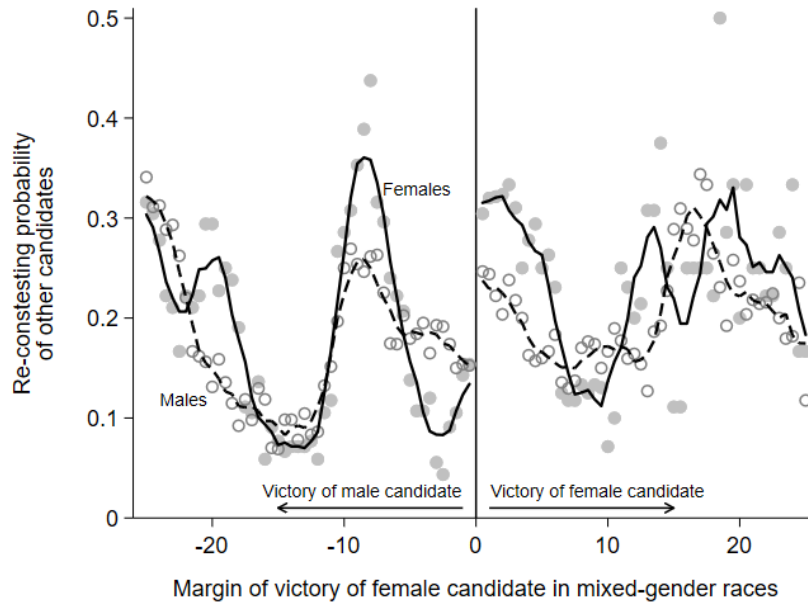 Re-constesting probability
of other candidates
0.5
0.4
0.3
0.2
0.1
0
Females
Males
Victory of male candidate
Victory of female candidate
-20
-10
0
10
20
Margin of victory of female candidate in mixed-gender races